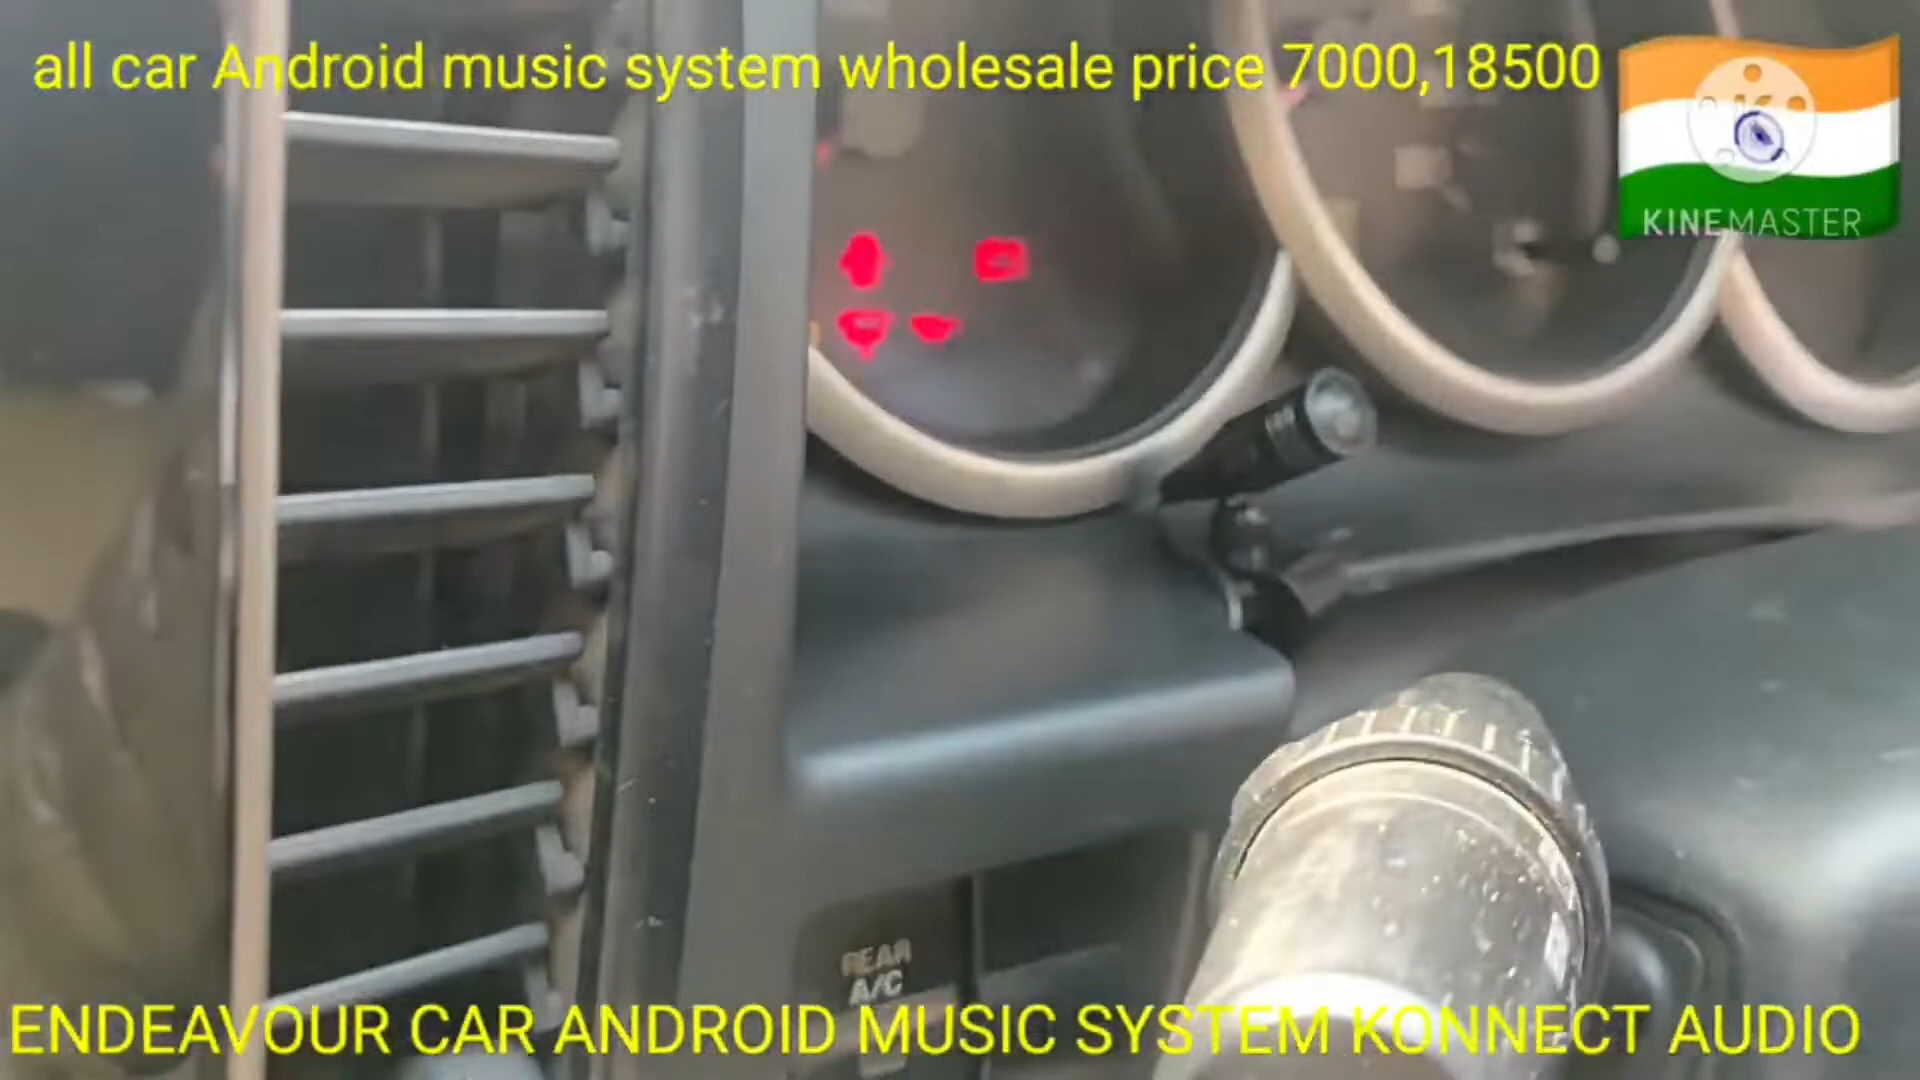 all car Android music system wholesale price 7000,18500
KINEMASTER
REAR
A/C
ENDEAVOUR CAR ANDROID MUSIC SYSTEM KONNECT AUDIO